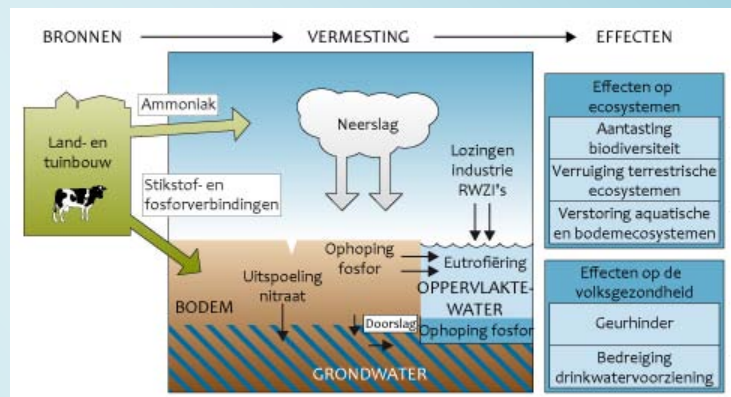 BRONNEN
VERMESTING
EFFECTEN
Ammoniak
Land- en
tuinbouw
Stikstof- en
fosforverbindingen
Neerslag
Lozingen
industrie
RWZI's
Ophoping
fosfor
Uitspoeling
nitraat
BODEM
Eutrofiëring
OPPERVLAKTE-
WATER
Doorslag
Ophoping fosfor
GRONDWATER
Effecten op
ecosystemen
Aantasting
biodiversiteit
Verruiging terrestrische
ecosystemen
Verstoring aquatische
en bodemecosystemen
Effecten op de
volksgezondheid
Geurhinder
Bedreiging
drinkwatervoorziening